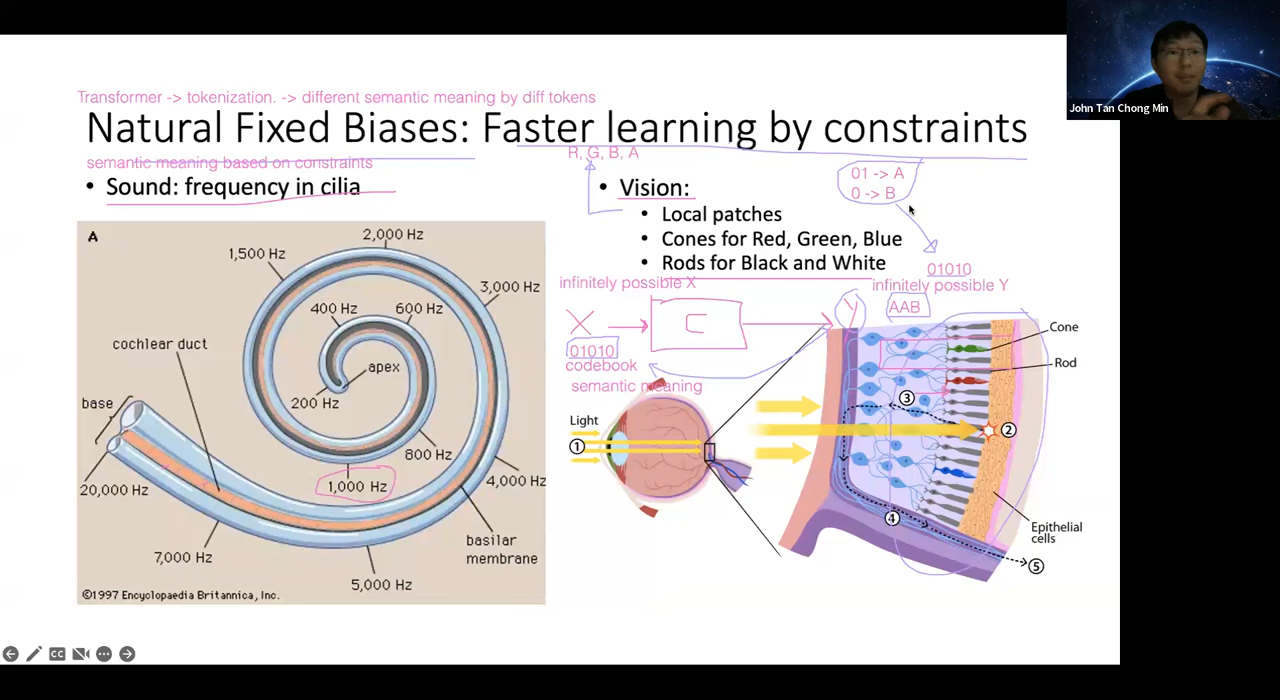 John Tan Chong Min
Transformer -> tokenization. -> different semantic meaning by diff tokens
Natural Fixed Biases: Faster learning by constraints
semantic meaning based on constraints
R, G, B, A
• Sound: frequency in cilia
• Vision:
01 -> A
0 -> B
• Local patches
• Cones for Red, Green, Blue
• Rods for Black and White
A
2,000 Hz
1,500 Hz
3,000 Hz
400 Hz
600 Hz
cochlear duct
apex
base
200 Hz
800 Hz
1,000 Hz
4,000 Hz
20,000 Hz
basilar
membrane
7,000 Hz
5,000 Hz
©1997 Encyclopaedia Britannica, Inc.
infinitely possible X
01010
infinitely possible Y
X
C
Y
AAB
01010
codebook
semantic meaning
Cone
Rod
Light
1
2
3
4
5
Epithelial
cells
CC